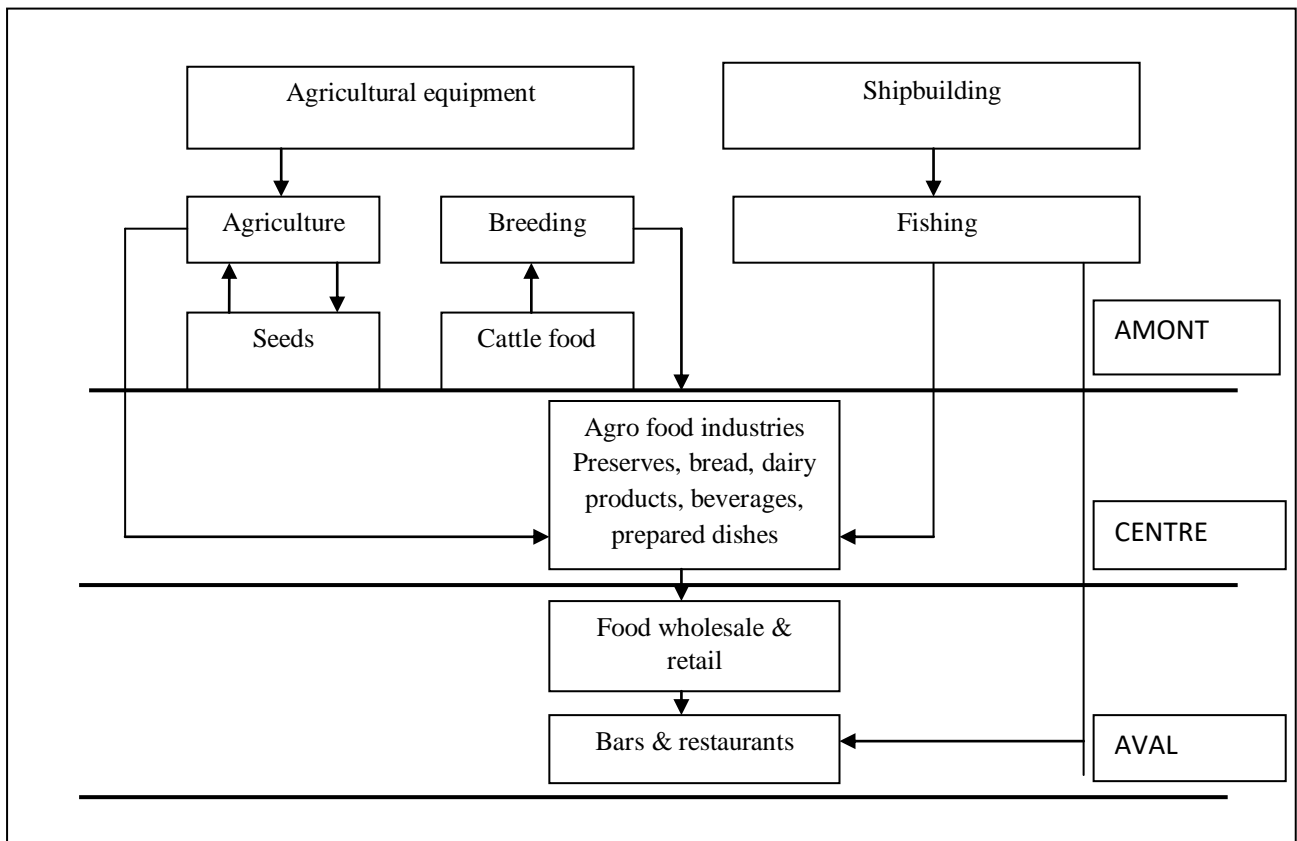 Agricultural equipment
Shipbuilding
Agriculture
Breeding
Fishing
Seeds
Cattle food
AMONT
Agro food industries
Preserves, bread, dairy
products, beverages,
prepared dishes
CENTRE
Food wholesale &
retail
Bars & restaurants
AVAL